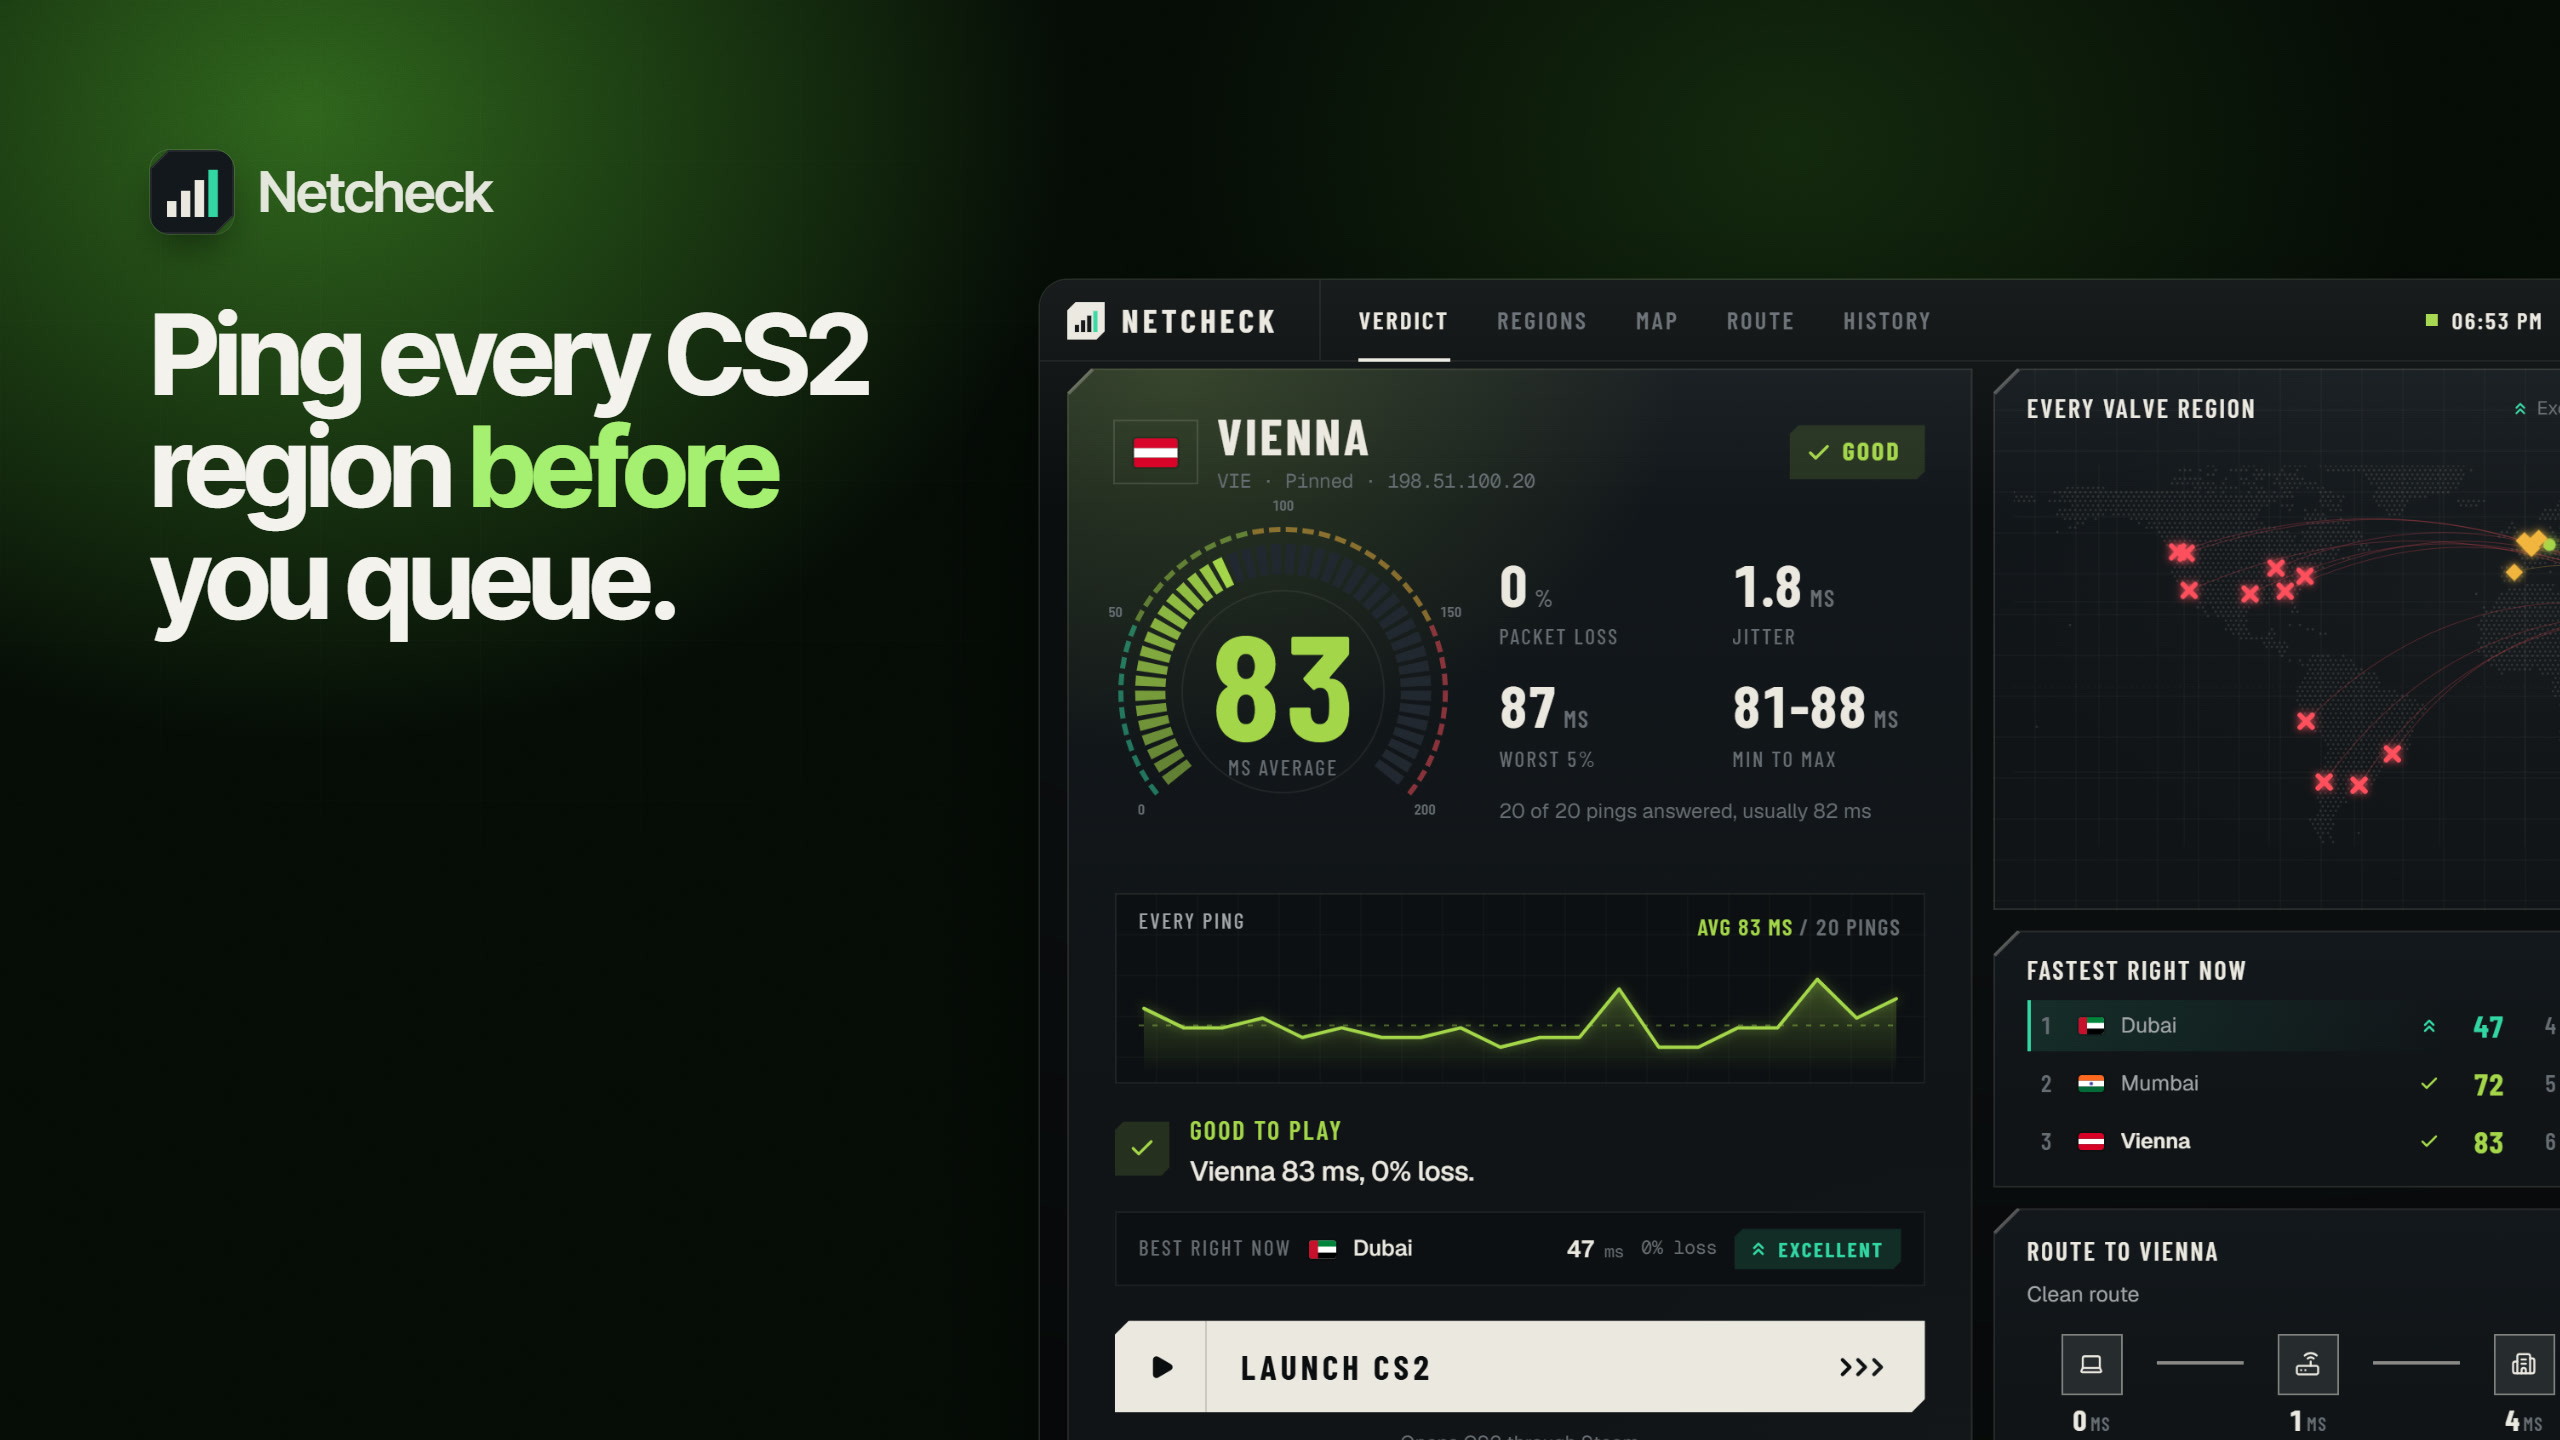 Netcheck
Ping every CS2
region before
you queue.
NETCHECK
VERDICT
REGIONS
MAP
ROUTE
HISTORY
06:53 PM
VIENNA
VIE · Pinned · 198.51.100.20
GOOD
0
50
100
150
200
83
MS AVERAGE
0 %
PACKET LOSS
1.8 MS
JITTER
87 MS
WORST 5%
81-88 MS
MIN TO MAX
20 of 20 pings answered, usually 82 ms
EVERY PING
AVG 83 MS / 20 PINGS
GOOD TO PLAY
Vienna 83 ms, 0% loss.
BEST RIGHT NOW Dubai 47 ms 0% loss EXCELLENT
LAUNCH CS2
EVERY VALVE REGION
FASTEST RIGHT NOW
1 Dubai 47
2 Mumbai 72
3 Vienna 83
ROUTE TO VIENNA
Clean route
0 MS
1 MS
4 MS